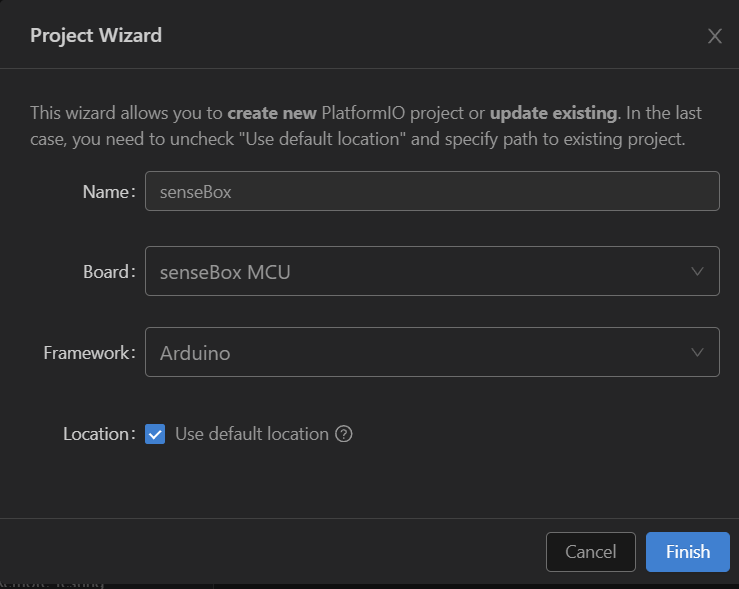 Project Wizard
This wizard allows you to create new PlatformIO project or update existing. In the last
case, you need to uncheck "Use default location" and specify path to existing project.
Name: senseBox
Board: senseBox MCU
Framework: Arduino
Location: Use default location
Cancel Finish